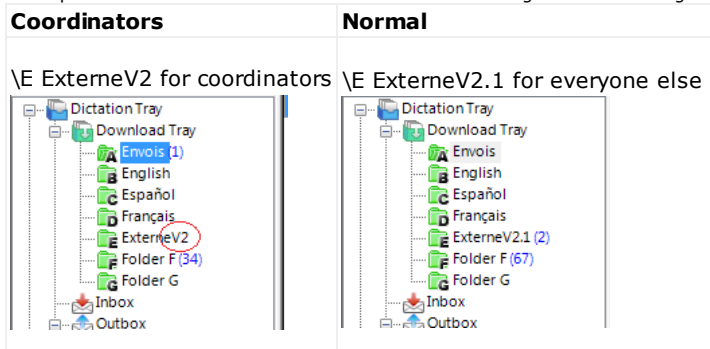 Coordinators
\E ExterneV2 for coordinators
Dictation Tray
Download Tray
A Envois (1)
B English
C Español
D Français
E ExterneV2
F Folder F (34)
G Folder G
Inbox
Outbox
Normal
\E ExterneV2.1 for everyone else
Dictation Tray
Download Tray
A Envois
B English
C Español
D Français
E ExterneV2.1 (2)
F Folder F (67)
G Folder G
Inbox
Outbox